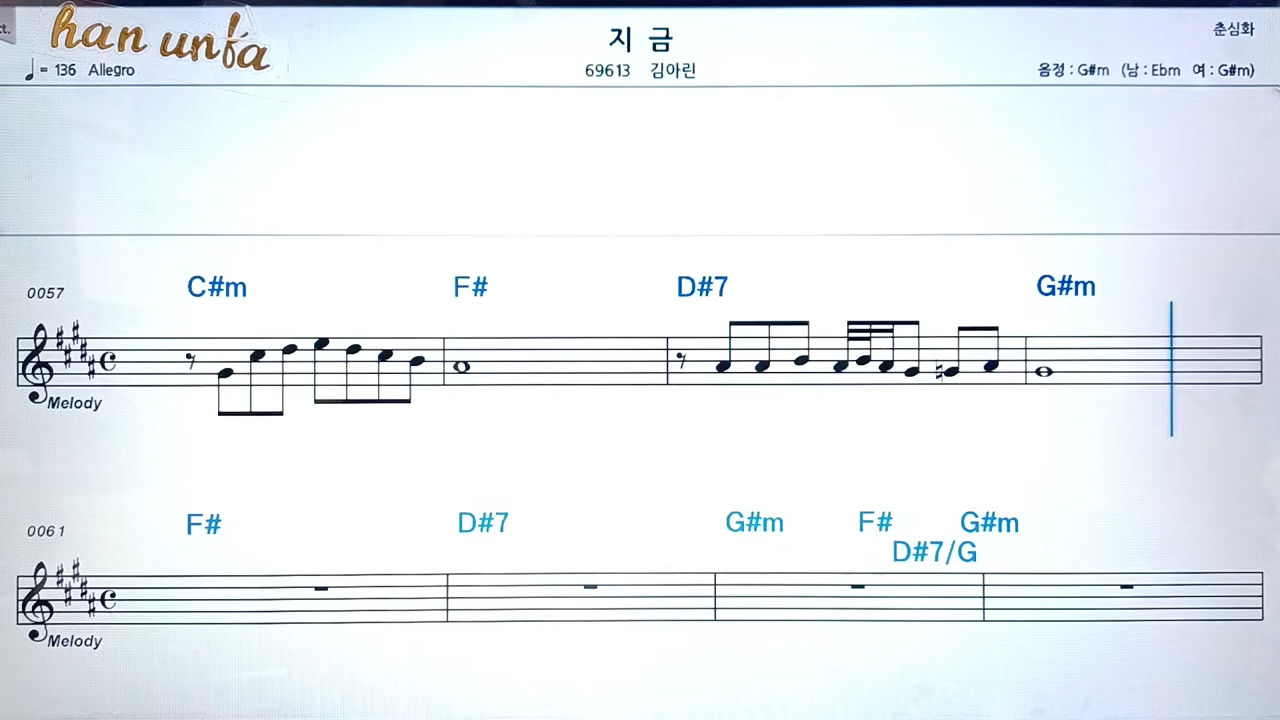 ct.
han unfa
지 금
춘심화
♩ = 136 Allegro
69613 김아린
음정 : G#m (남 : Ebm 여 : G#m)
C#m F# D#7 G#m
0057
Melody
F# D#7 G#m F# G#m
0061
D#7/G
Melody